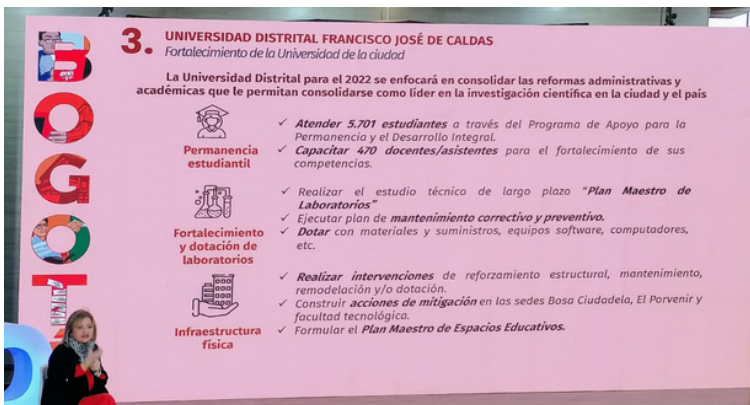 BOGOT
3. UNIVERSIDAD DISTRITAL FRANCISCO JOSÉ DE CALDAS
Fortalecimiento de la Universidad de la ciudad
La Universidad Distrital para el 2022 se enfocará en consolidar las reformas administrativas y
académicas que le permitan consolidarse como líder en la investigación científica en la ciudad y el país
Permanencia
estudiantil
✓ Atender 5.701 estudiantes a través del Programa de Apoyo para la
Permanencia y el Desarrollo Integral.
✓ Capacitar 470 docentes/asistentes para el fortalecimiento de sus
competencias.
Fortalecimiento
y dotación de
laboratorios
✓ Realizar el estudio técnico de largo plazo “Plan Maestro de
Laboratorios”
✓ Ejecutar plan de mantenimiento correctivo y preventivo.
✓ Dotar con materiales y suministros, equipos software, computadores,
etc.
Infraestructura
física
✓ Realizar intervenciones de reforzamiento estructural, mantenimiento,
remodelación y/o dotación.
✓ Construir acciones de mitigación en las sedes Bosa Ciudadela, El Porvenir y
facultad tecnológica.
✓ Formular el Plan Maestro de Espacios Educativos.